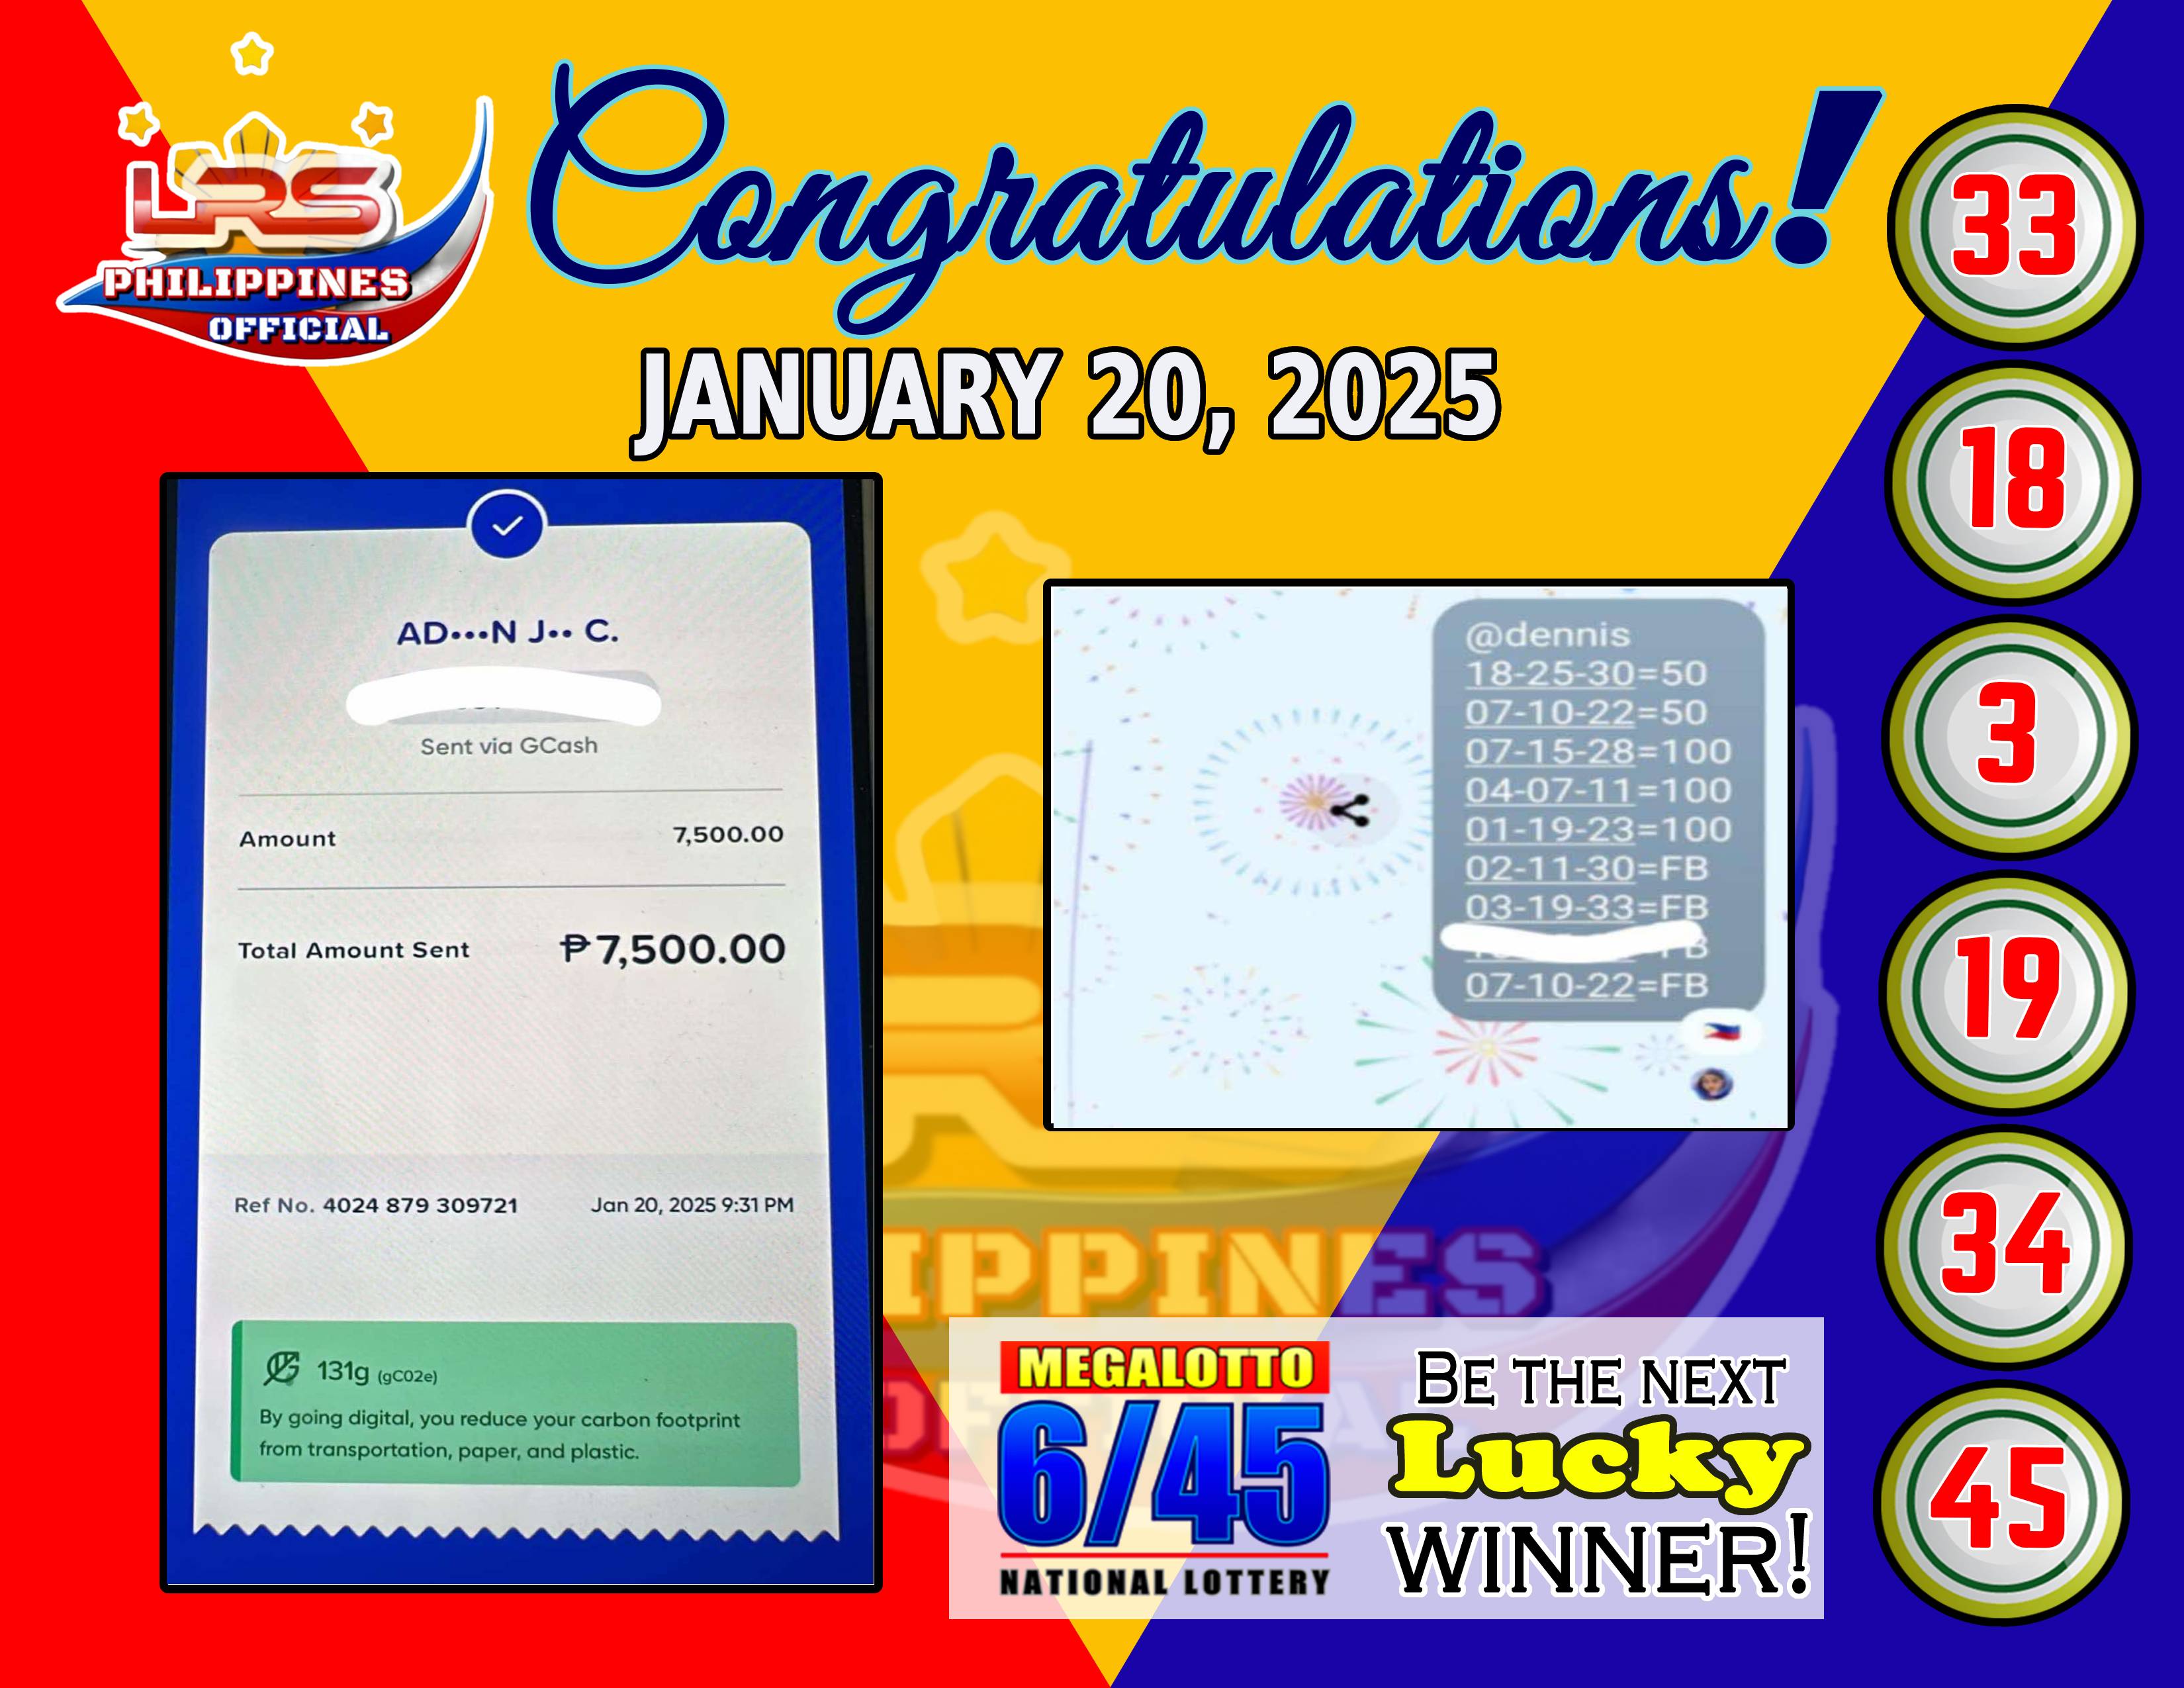 LRS
PHILIPPINES
OFFICIAL
Congratulations!
JANUARY 20, 2025
AD•••N J•• C.
Sent via GCash
Amount 7,500.00
Total Amount Sent ₱7,500.00
Ref No. 4024 879 309721 Jan 20, 2025 9:31 PM
131g (gC02e)
By going digital, you reduce your carbon footprint
from transportation, paper, and plastic.
@dennis
18-25-30=50
07-10-22=50
07-15-28=100
04-07-11=100
01-19-23=100
02-11-30=FB
03-19-33=FB
07-10-22=FB
MEGALOTTO
6/45
NATIONAL LOTTERY
BE THE NEXT
Lucky
WINNER!
33
18
3
19
34
45